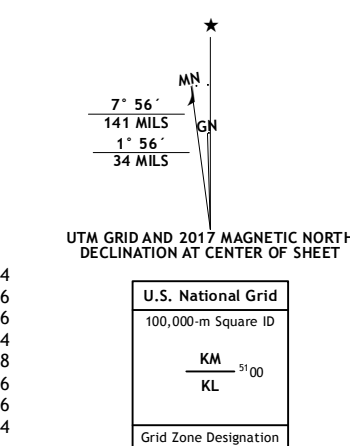 ★
MN
7° 56´
141 MILS
GN
1° 56´
34 MILS
UTM GRID AND 2017 MAGNETIC NORTH
DECLINATION AT CENTER OF SHEET
4
6
6
4
8
6
6
4
U.S. National Grid
100,000-m Square ID
KM
5100
KL
Grid Zone Designation